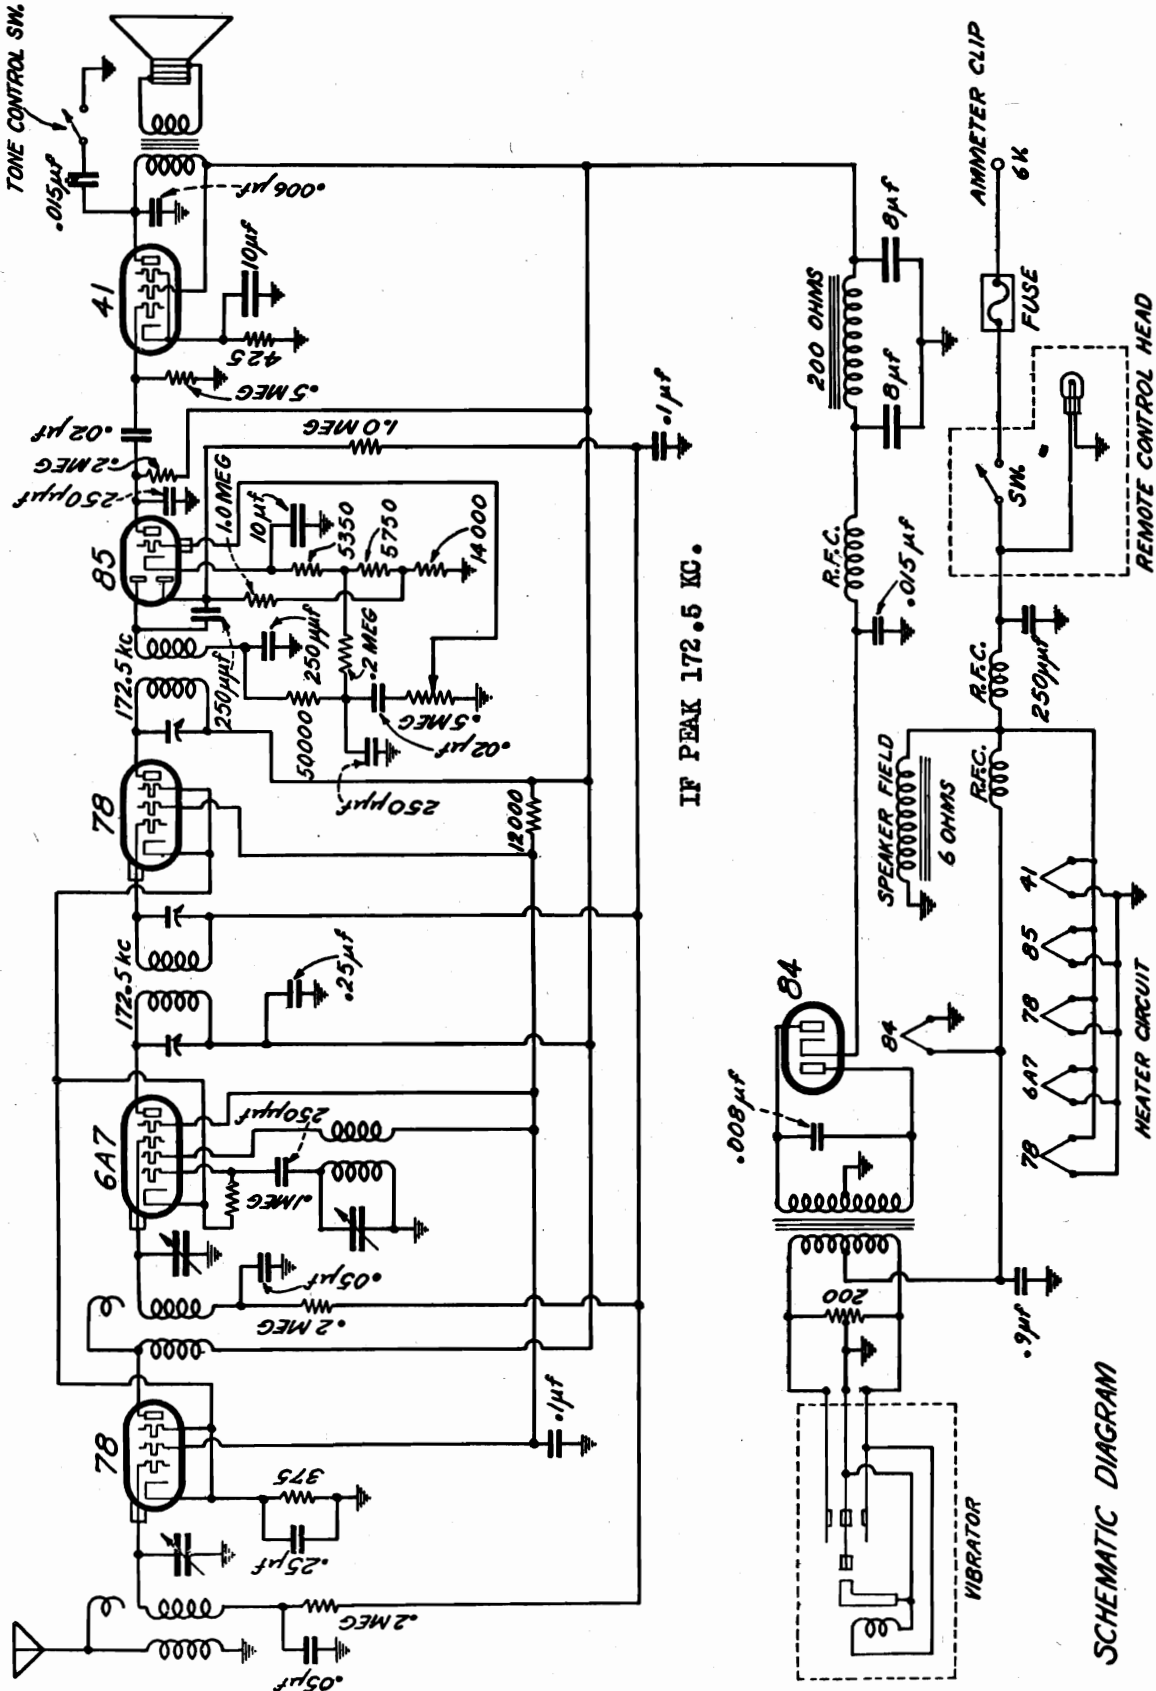 TONE CONTROL SW.
.015µf
.006µf
41
10µf
425
.5 MEG
.02µf
.2 MEG
250µµf
1.0 MEG
.1µf
85
1.0 MEG
10µf
5350
5750
14000
172.5 KC
250µµf
250µµf
.2 MEG
50000
.5 MEG
.02µf
250µµf
78
12000
172.5 KC
.25µf
6A7
250µµf
.1 MEG
.05µf
.2 MEG
78
.1µf
375
.25µf
.2 MEG
.05µf
IF PEAK 172.5 KC.
AMMETER CLIP
6V.
FUSE
REMOTE CONTROL HEAD
SW.
200 OHMS
8µf
8µf
R.F.C.
.015µf
R.F.C.
250µµf
R.F.C.
SPEAKER FIELD
6 OHMS
84
.008µf
84
41
85
78
6A7
78
HEATER CIRCUIT
200
.9µf
VIBRATOR
SCHEMATIC DIAGRAM